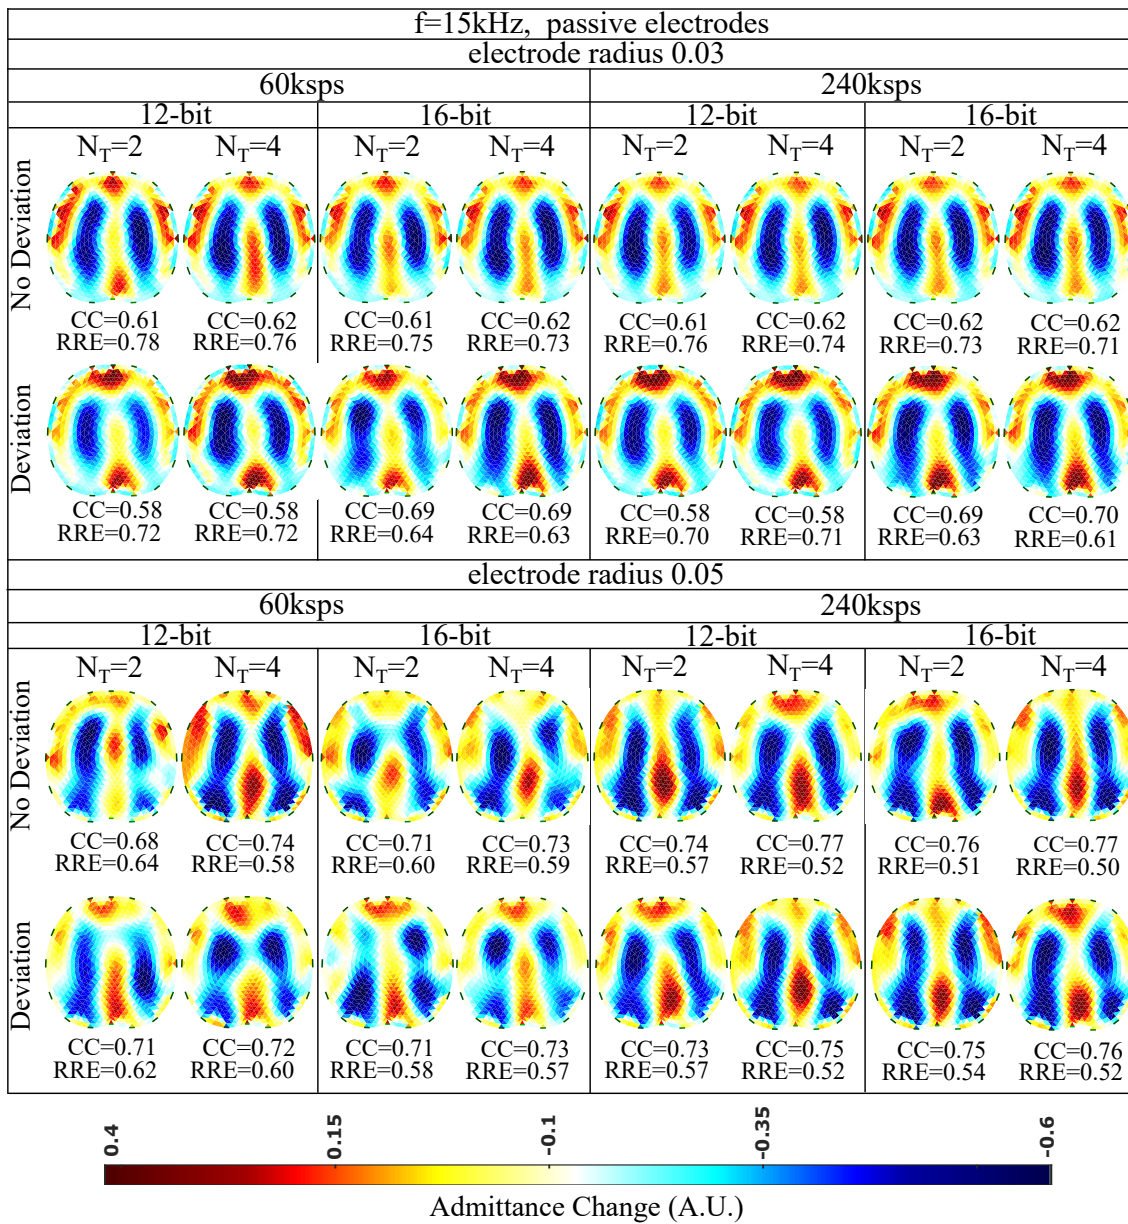 f=15kHz, passive electrodes
electrode radius 0.03
60ksps 240ksps
12-bit 16-bit 12-bit 16-bit
N_T=2 N_T=4 N_T=2 N_T=4 N_T=2 N_T=4 N_T=2 N_T=4
No Deviation
CC=0.61 CC=0.62 CC=0.61 CC=0.62 CC=0.61 CC=0.62 CC=0.62 CC=0.62
RRE=0.78 RRE=0.76 RRE=0.75 RRE=0.73 RRE=0.76 RRE=0.74 RRE=0.73 RRE=0.71
Deviation
CC=0.58 CC=0.58 CC=0.69 CC=0.69 CC=0.58 CC=0.58 CC=0.69 CC=0.70
RRE=0.72 RRE=0.72 RRE=0.64 RRE=0.63 RRE=0.70 RRE=0.71 RRE=0.63 RRE=0.61
electrode radius 0.05
60ksps 240ksps
12-bit 16-bit 12-bit 16-bit
N_T=2 N_T=4 N_T=2 N_T=4 N_T=2 N_T=4 N_T=2 N_T=4
No Deviation
CC=0.68 CC=0.74 CC=0.71 CC=0.73 CC=0.74 CC=0.77 CC=0.76 CC=0.77
RRE=0.64 RRE=0.58 RRE=0.60 RRE=0.59 RRE=0.57 RRE=0.52 RRE=0.51 RRE=0.50
Deviation
CC=0.71 CC=0.72 CC=0.71 CC=0.73 CC=0.73 CC=0.75 CC=0.75 CC=0.76
RRE=0.62 RRE=0.60 RRE=0.58 RRE=0.57 RRE=0.57 RRE=0.52 RRE=0.54 RRE=0.52
0.4 0.15 -0.1 -0.35 -0.6
Admittance Change (A.U.)